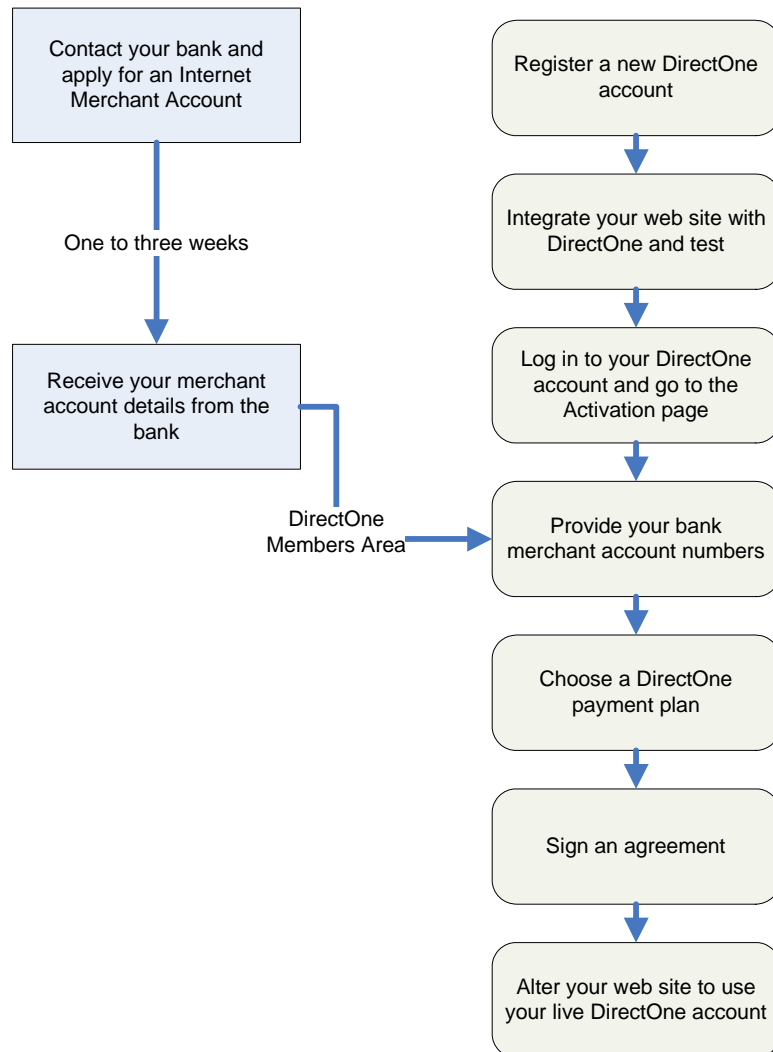 Contact your bank and
apply for an Internet
Merchant Account
One to three weeks
Receive your merchant
account details from the
bank
DirectOne
Members Area
Register a new DirectOne
account
Integrate your web site with
DirectOne and test
Log in to your DirectOne
account and go to the
Activation page
Provide your bank
merchant account numbers
Choose a DirectOne
payment plan
Sign an agreement
Alter your web site to use
your live DirectOne account